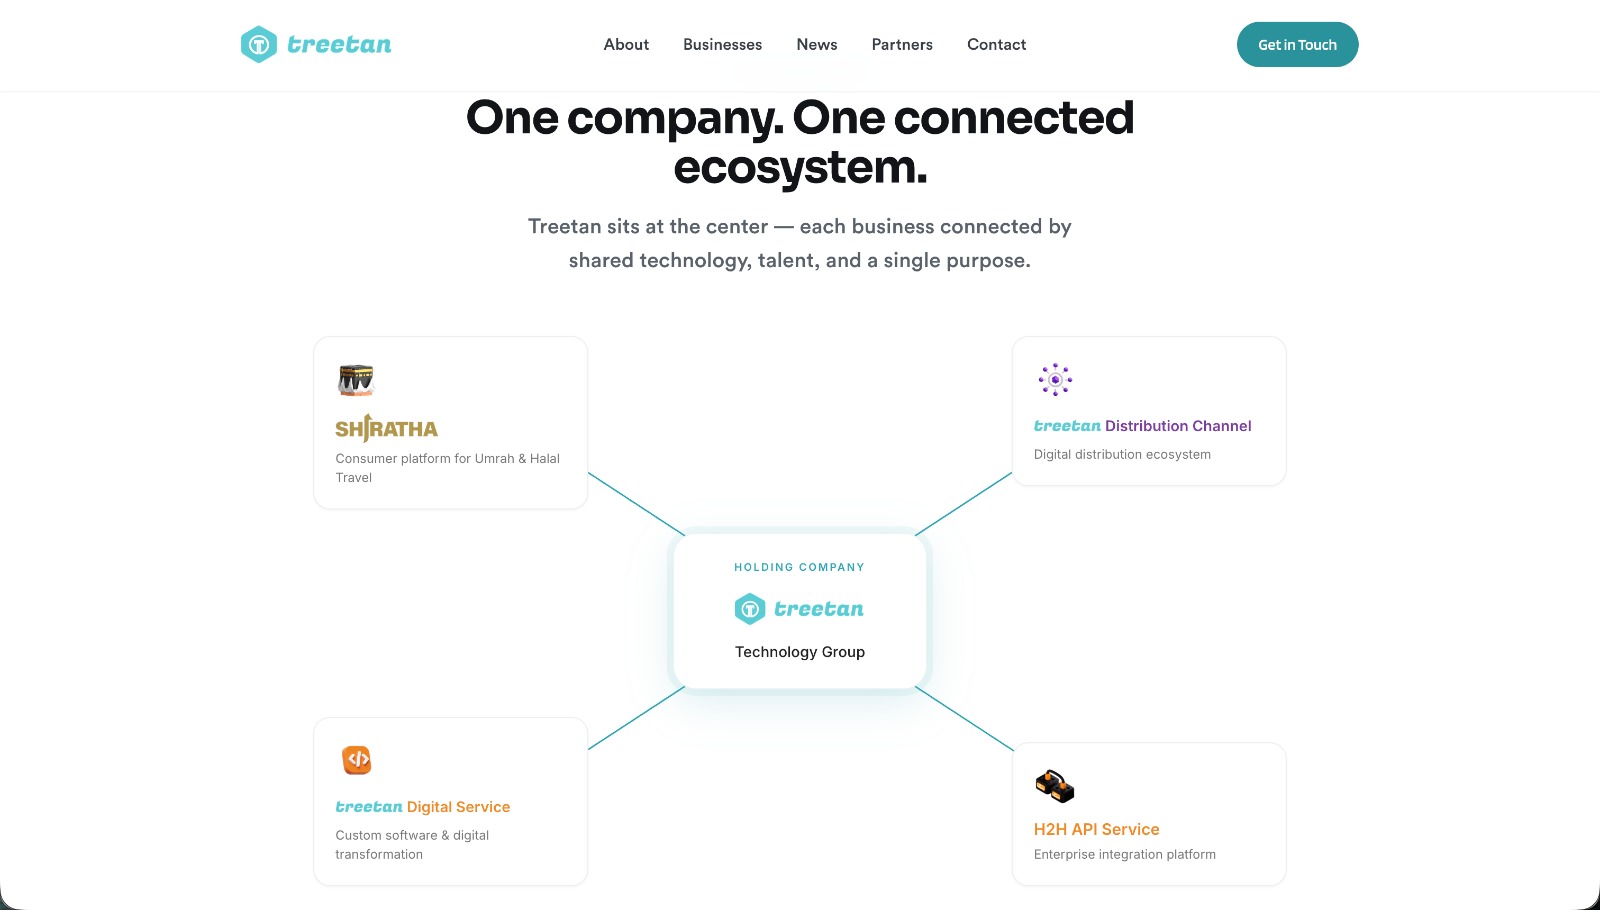 treetan
About
Businesses
News
Partners
Contact
Get in Touch
One company. One connected
ecosystem.
Treetan sits at the center — each business connected by
shared technology, talent, and a single purpose.
SHIRATHA
Consumer platform for Umrah & Halal
Travel
treetan Distribution Channel
Digital distribution ecosystem
HOLDING COMPANY
treetan
Technology Group
treetan Digital Service
Custom software & digital
transformation
H2H API Service
Enterprise integration platform